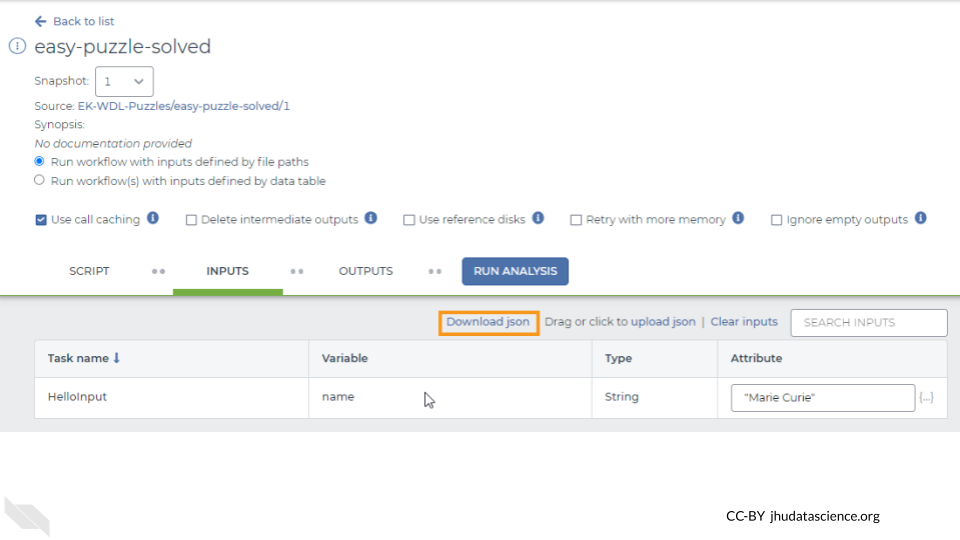 Back to list
easy-puzzle-solved
Snapshot: 1
Source: EK-WDL-Puzzles/easy-puzzle-solved/1
Synopsis:
No documentation provided
Run workflow with inputs defined by file paths
Run workflow(s) with inputs defined by data table
Use call caching Delete intermediate outputs Use reference disks Retry with more memory Ignore empty outputs
SCRIPT INPUTS OUTPUTS RUN ANALYSIS
Download json Drag or click to upload json | Clear inputs SEARCH INPUTS
Task name Variable Type Attribute
HelloInput name String "Marie Curie" {...}
CC-BY jhudatascience.org